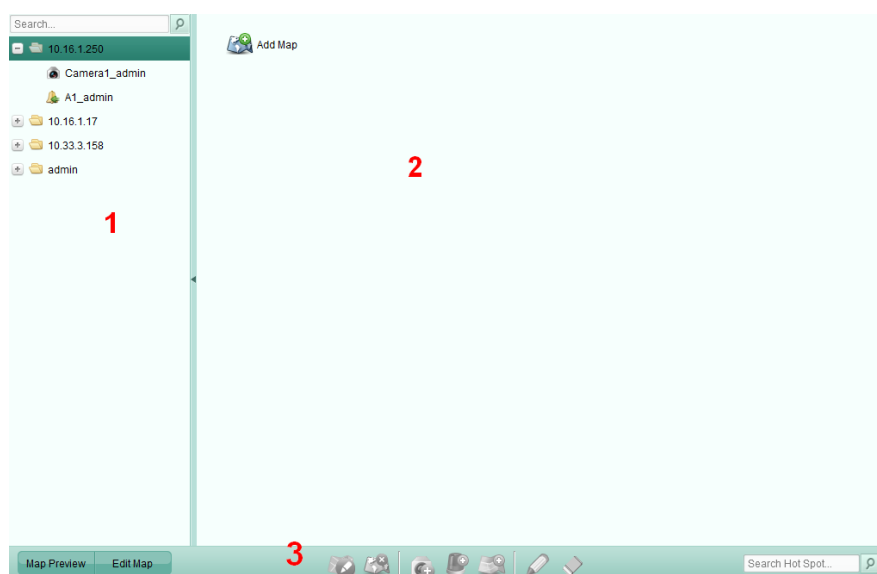 Search...
10.16.1.250
Add Map
Camera1_admin
A1_admin
10.16.1.17
10.33.3.158
admin
2
1
3
Map Preview
Edit Map
Search Hot Spot...